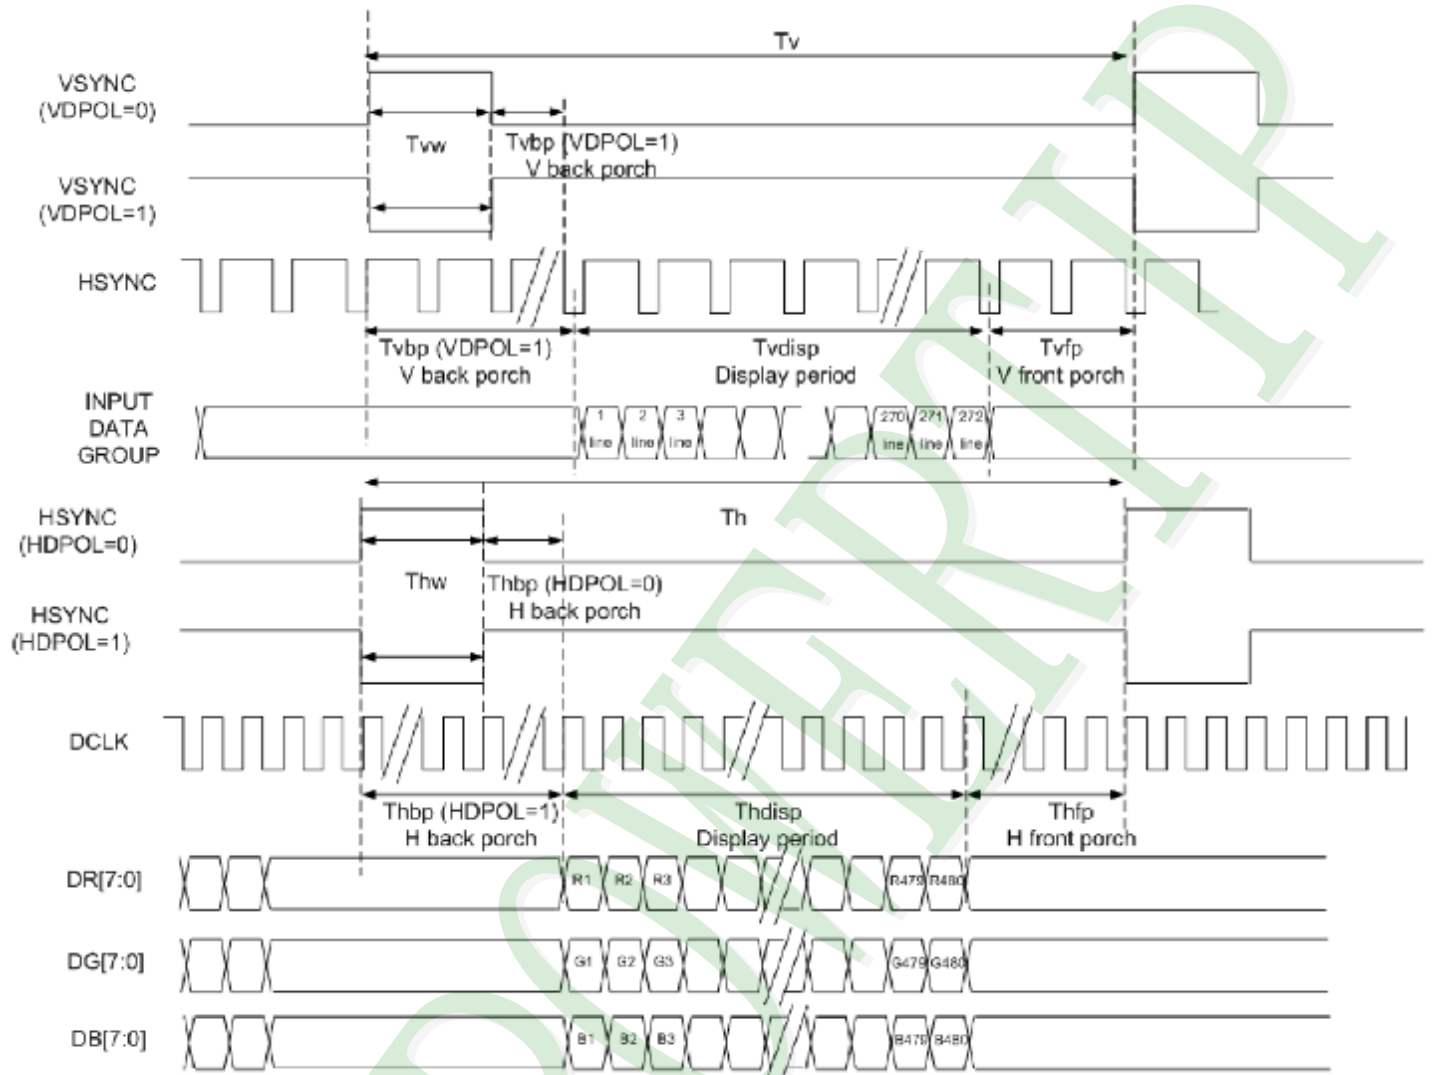 Tv
VSYNC
(VDPOL=0)
Tvw
Tvbp (VDPOL=1)
V back porch
VSYNC
(VDPOL=1)
HSYNC
Tvbp (VDPOL=1)
V back porch
Tvdisp
Display period
Tvfp
V front porch
INPUT
DATA
GROUP
1
line
2
line
3
line
270
line
271
line
272
line
HSYNC
(HDPOL=0)
Th
Thw
Thbp (HDPOL=0)
H back porch
HSYNC
(HDPOL=1)
DCLK
Thbp (HDPOL=1)
H back porch
Thdisp
Display period
Thfp
H front porch
DR[7:0]
R1 R2 R3 R479 R480
DG[7:0]
G1 G2 G3 G479 G480
DB[7:0]
B1 B2 B3 B479 B480
POWERTIP